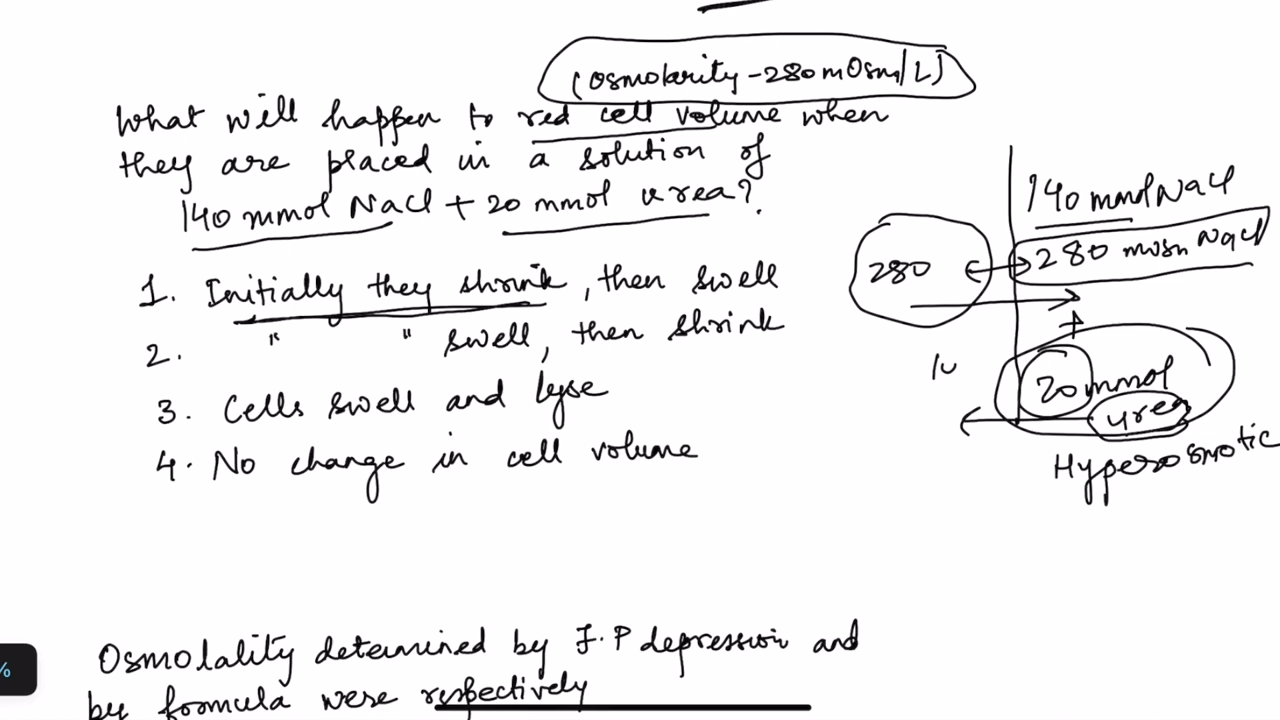 (Osmolarity - 280 mOsm/L)
What will happen to red cell volume when
they are placed in a solution of
140 mmol NaCl + 20 mmol urea?
1. Initially they shrink, then swell
2. " " swell, then shrink
3. Cells swell and lyse
4. No change in cell volume
140 mmol NaCl
280
280 mosm NaCl
+
20 mmol
urea
Hyperosmotic
Osmolality determined by F.P depression and
by formula were respectively
%